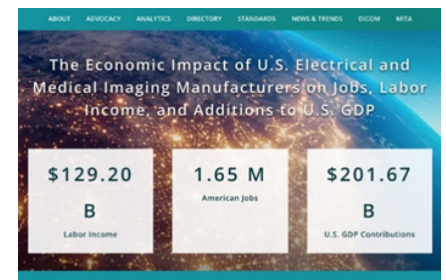 ABOUT ADVOCACY ANALYTICS DIRECTORY STANDARDS NEWS & TRENDS DICOM MITA
The Economic Impact of U.S. Electrical and
Medical Imaging Manufacturers on Jobs, Labor
Income, and Additions to U.S. GDP
$129.20
B
Labor Income
1.65 M
American Jobs
$201.67
B
U.S. GDP Contributions